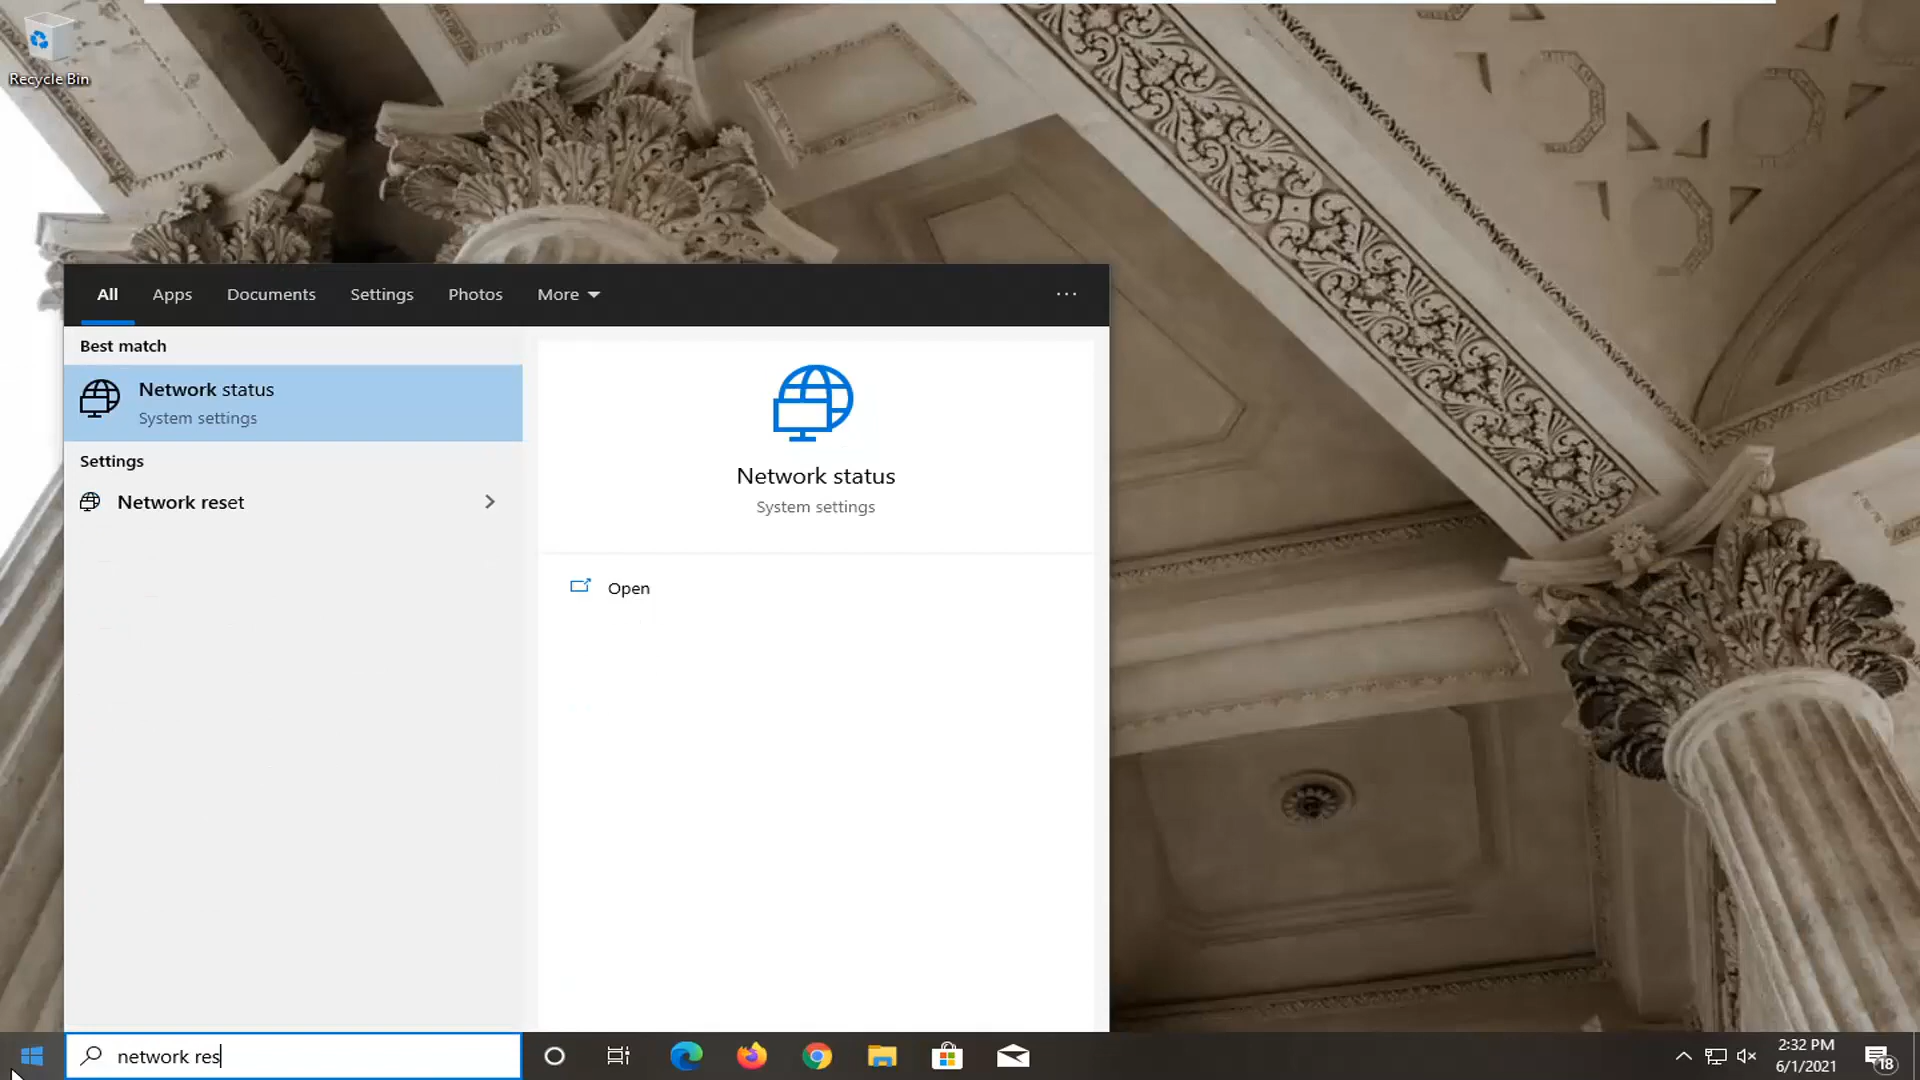 Recycle Bin
All Apps Documents Settings Photos More ...
Best match
Network status
System settings
Settings
Network reset
Network status
System settings
Open
network res
2:32 PM
6/1/2021
18